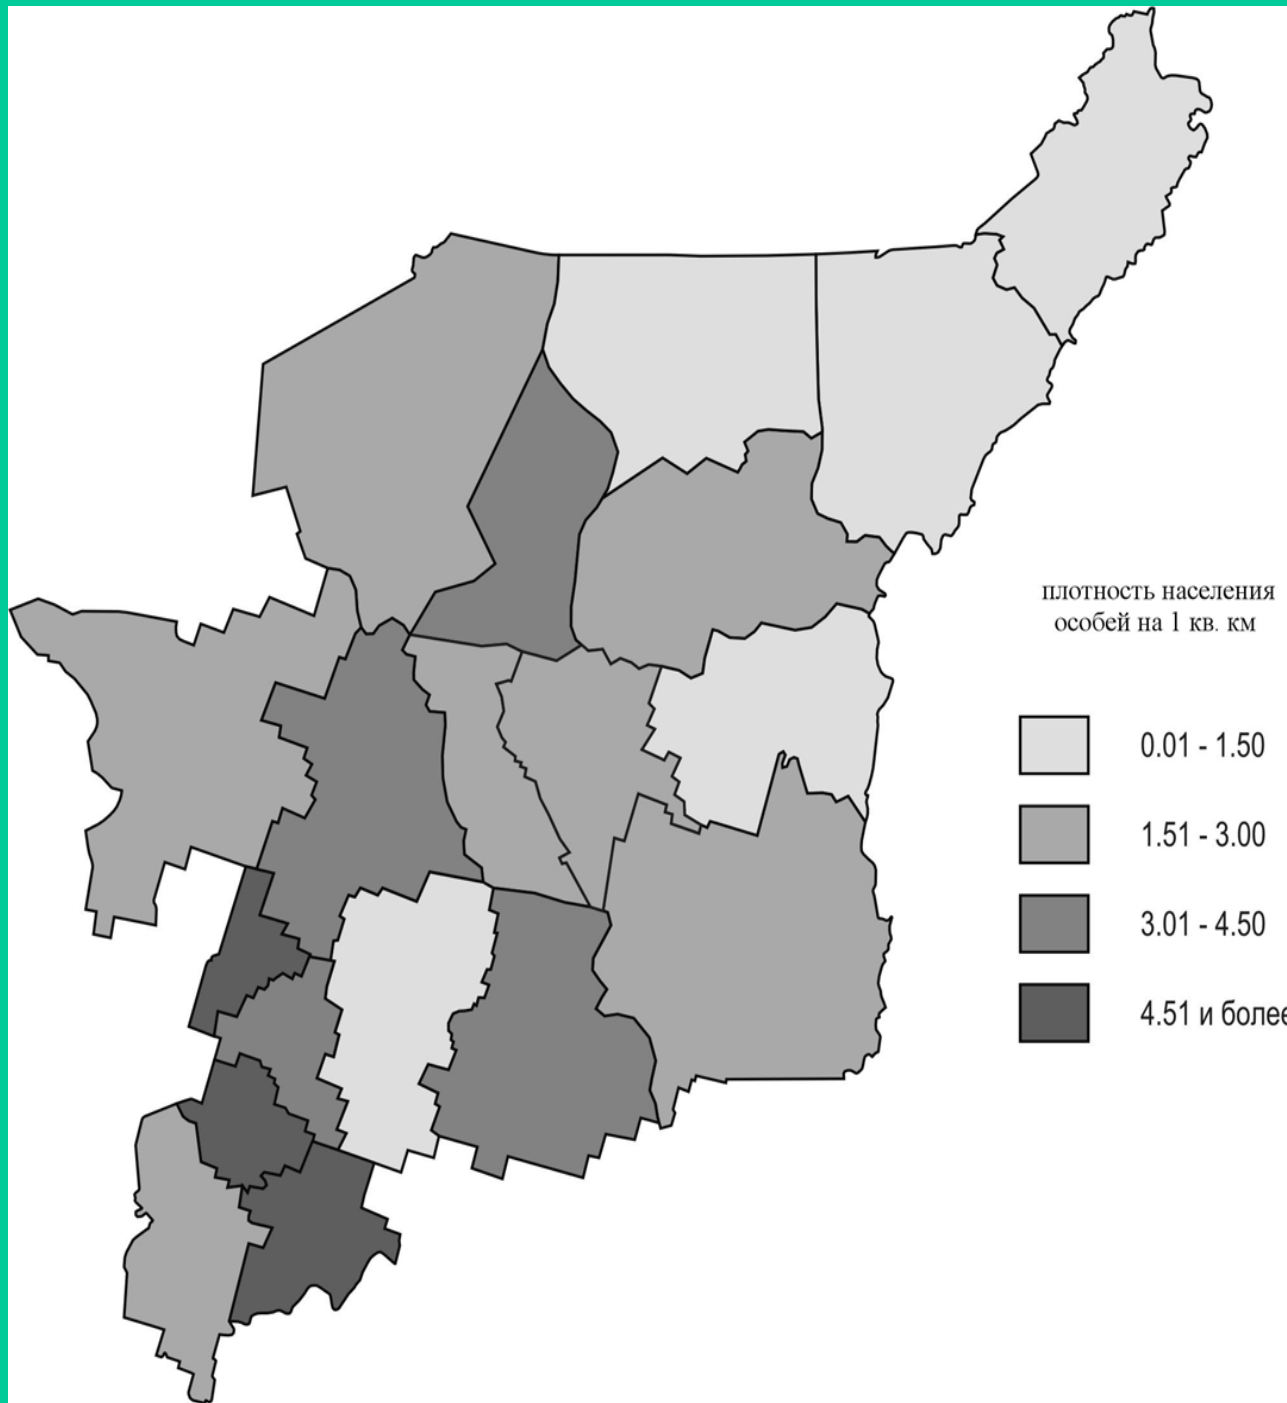 плотность населения
особей на 1 кв. км
0.01 - 1.50
1.51 - 3.00
3.01 - 4.50
4.51 и более